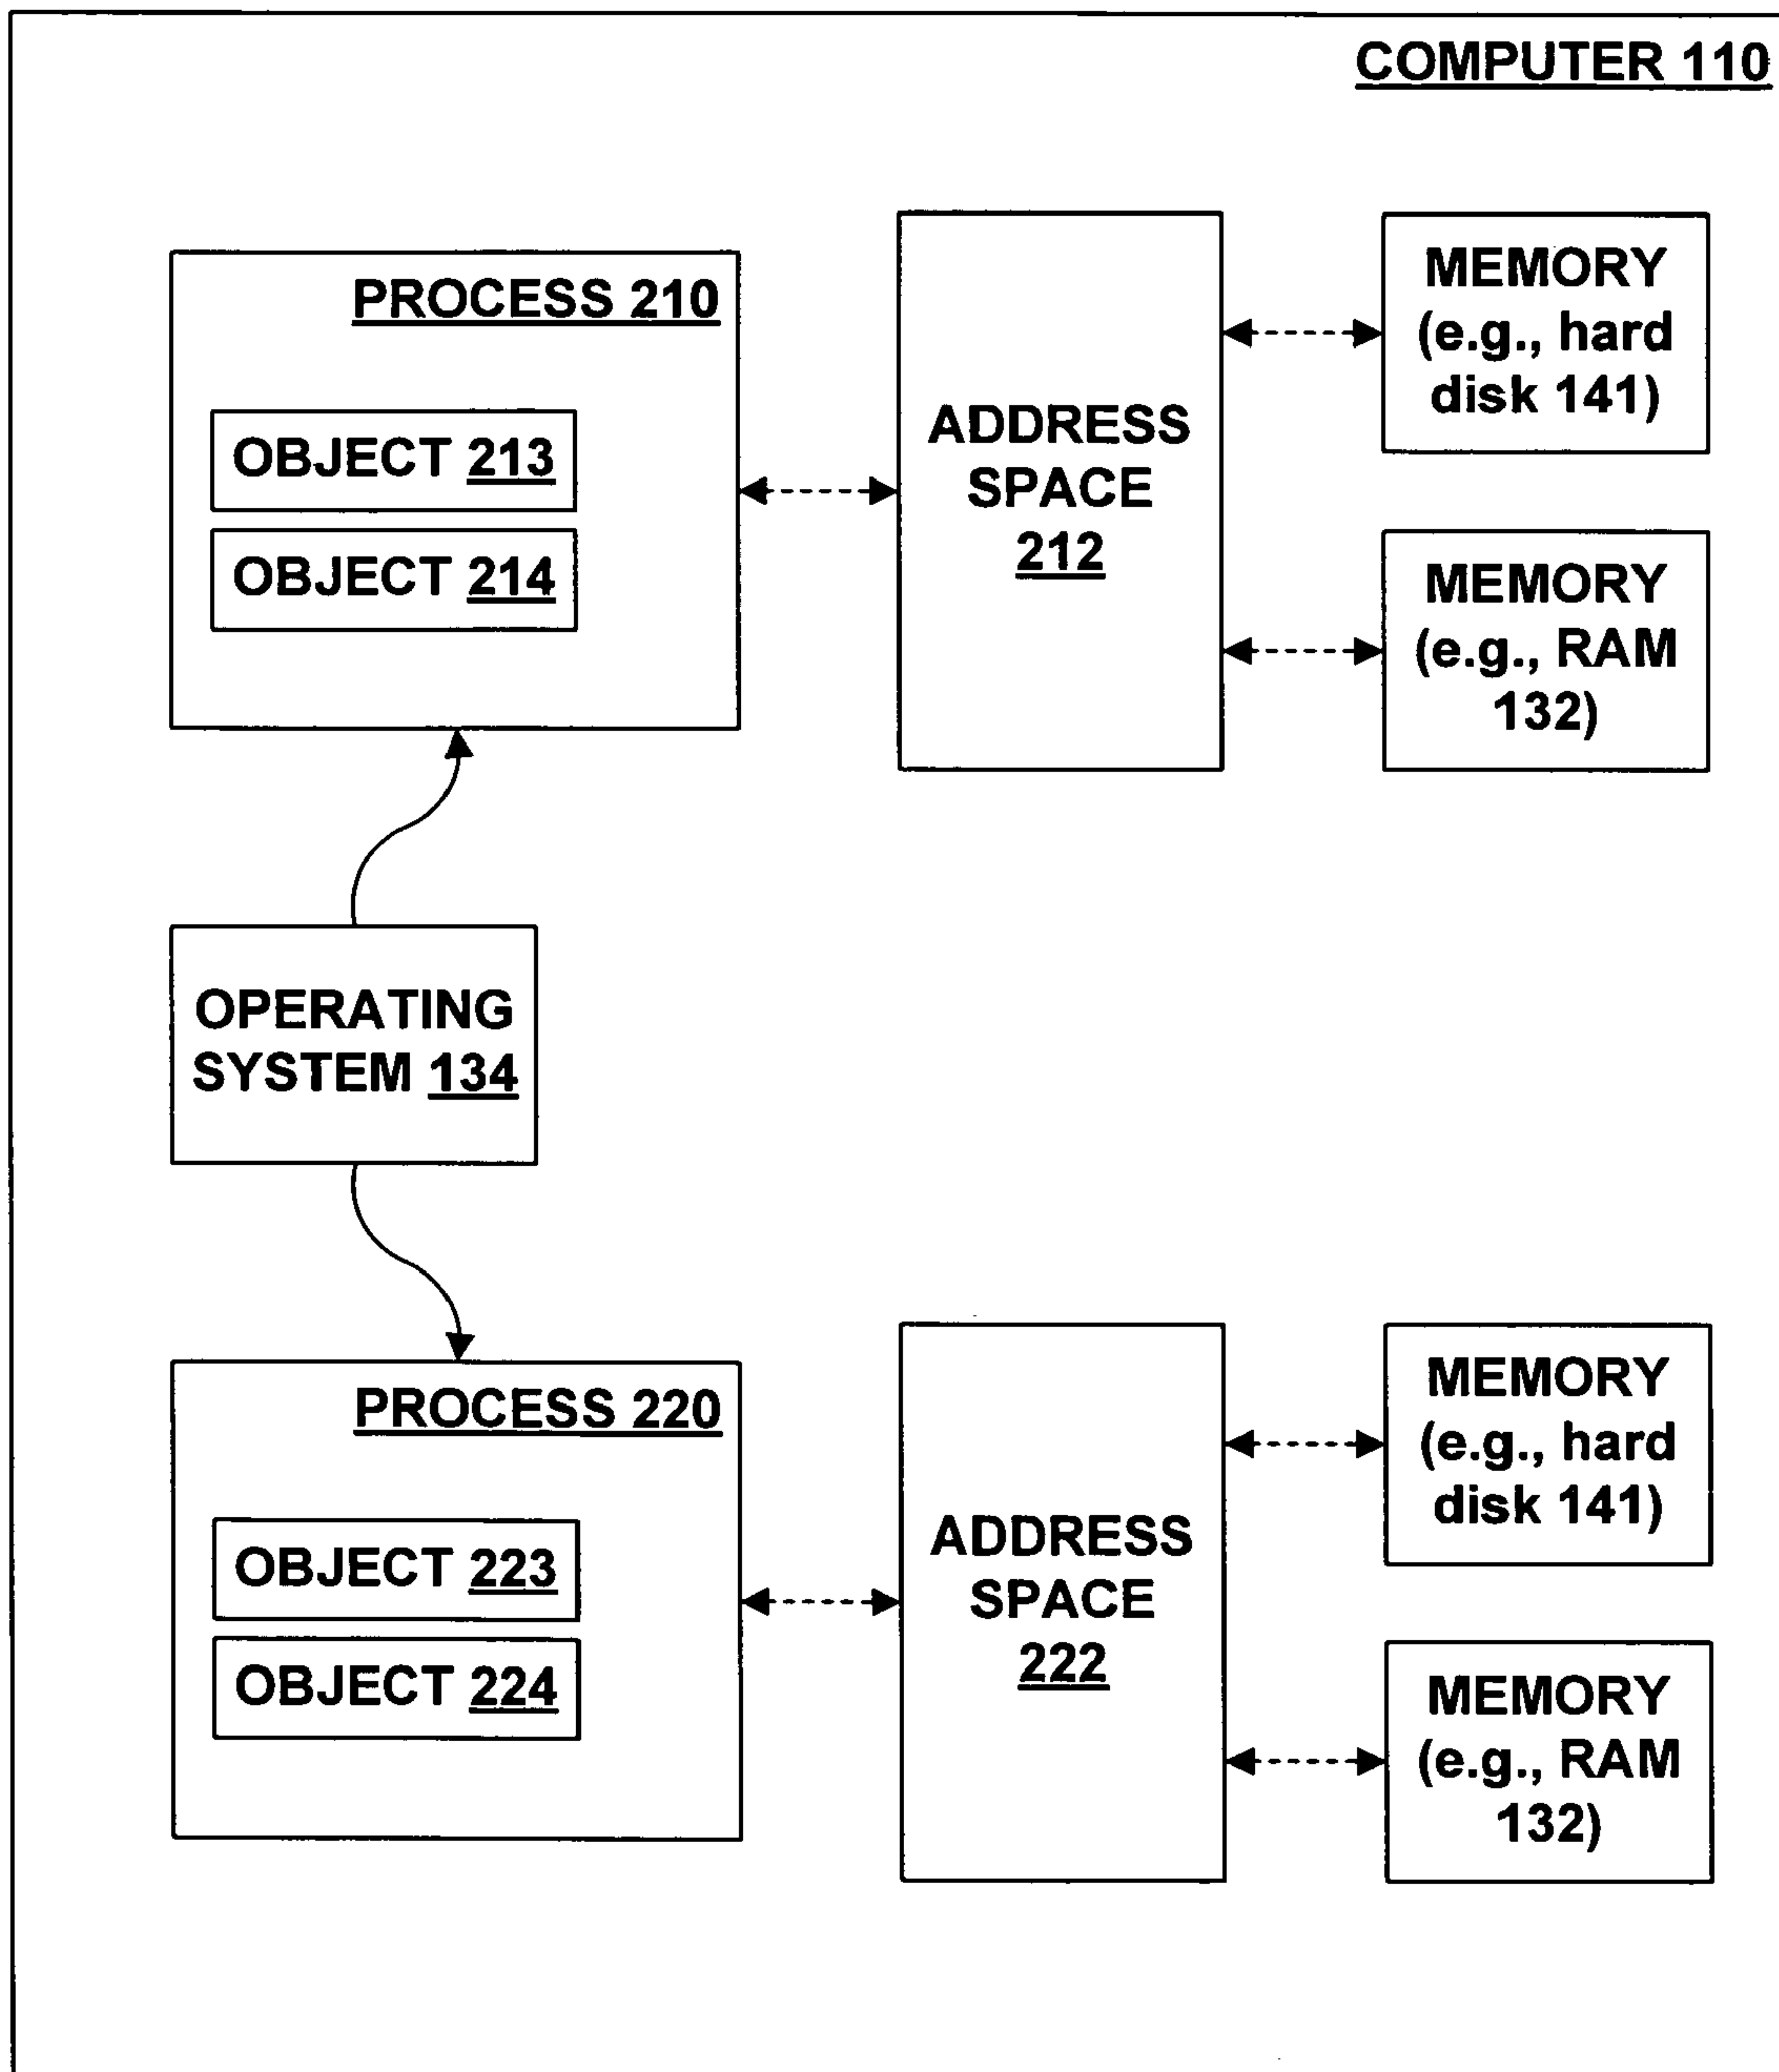 COMPUTER 110
PROCESS 210
OBJECT 213
OBJECT 214
ADDRESS
SPACE
212
MEMORY
(e.g., hard
disk 141)
MEMORY
(e.g., RAM
132)
OPERATING
SYSTEM 134
PROCESS 220
OBJECT 223
OBJECT 224
ADDRESS
SPACE
222
MEMORY
(e.g., hard
disk 141)
MEMORY
(e.g., RAM
132)